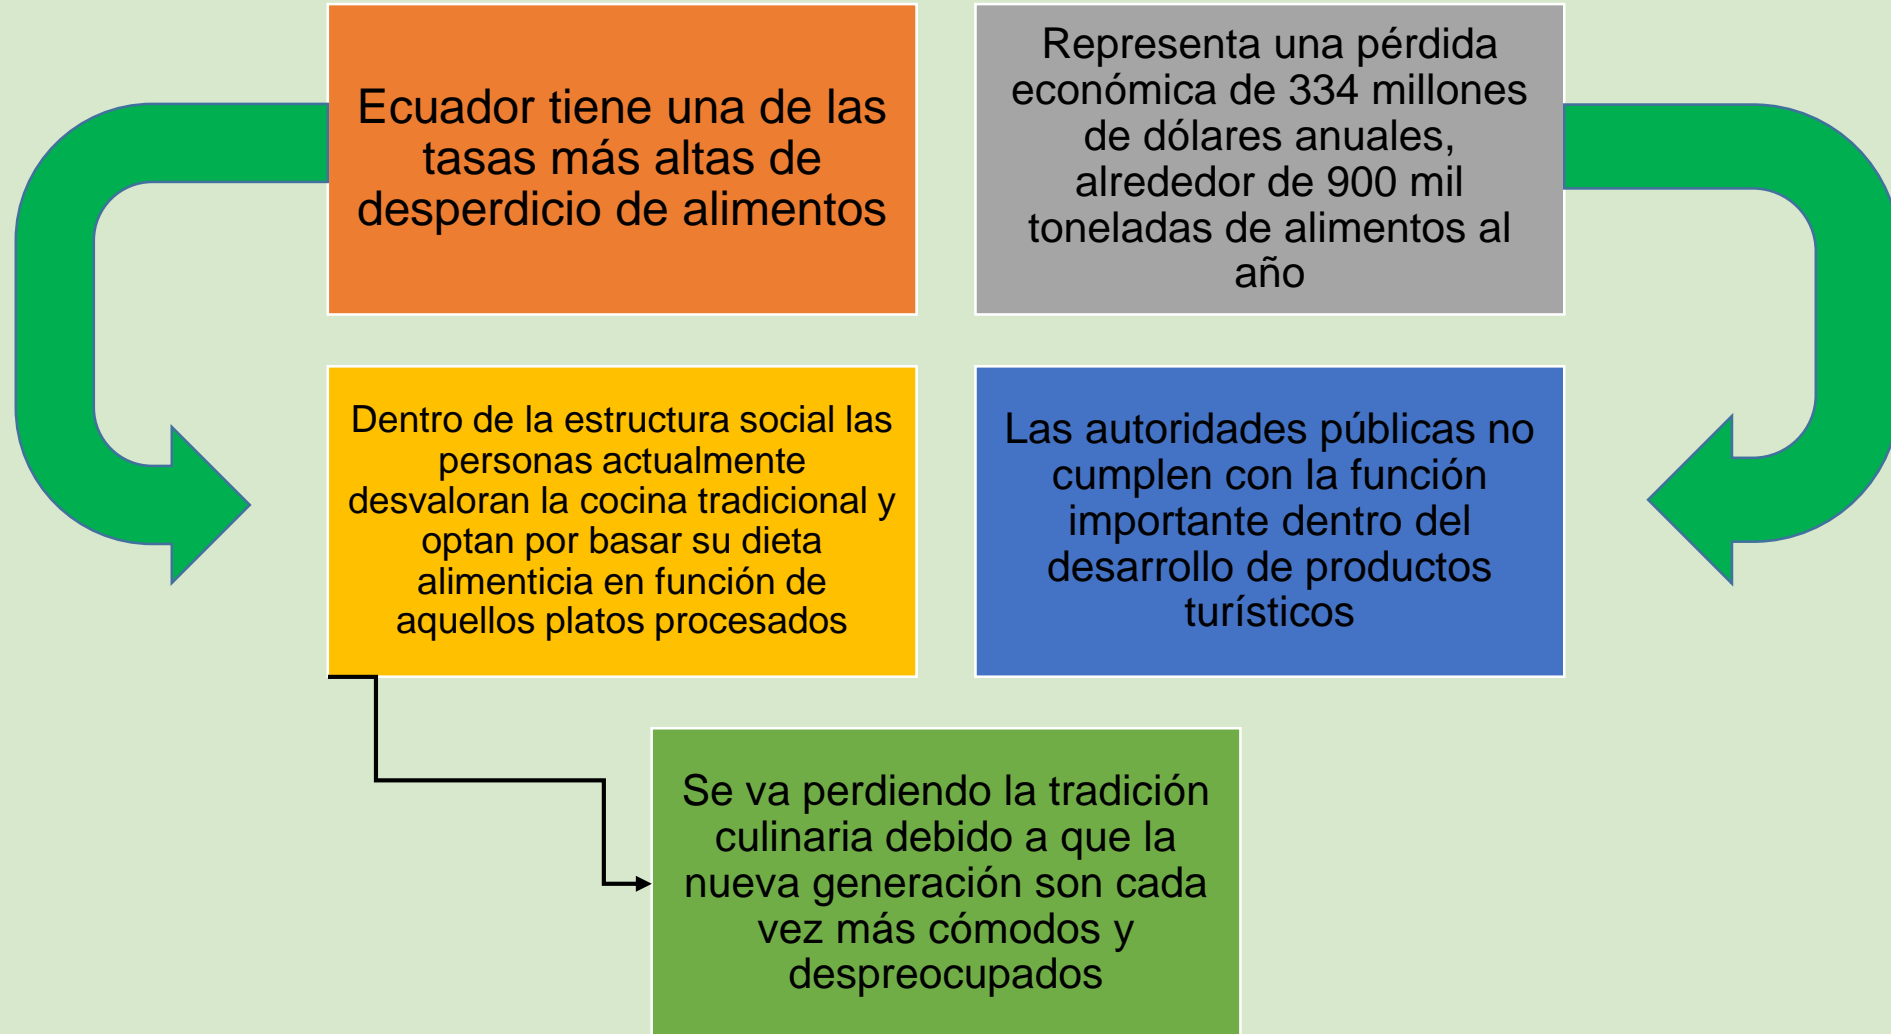 Ecuador tiene una de las
tasas más altas de
desperdicio de alimentos
Representa una pérdida
económica de 334 millones
de dólares anuales,
alrededor de 900 mil
toneladas de alimentos al
año
Dentro de la estructura social las
personas actualmente
desvaloran la cocina tradicional y
optan por basar su dieta
alimenticia en función de
aquellos platos procesados
Las autoridades públicas no
cumplen con la función
importante dentro del
desarrollo de productos
turísticos
Se va perdiendo la tradición
culinaria debido a que la
nueva generación son cada
vez más cómodos y
despreocupados